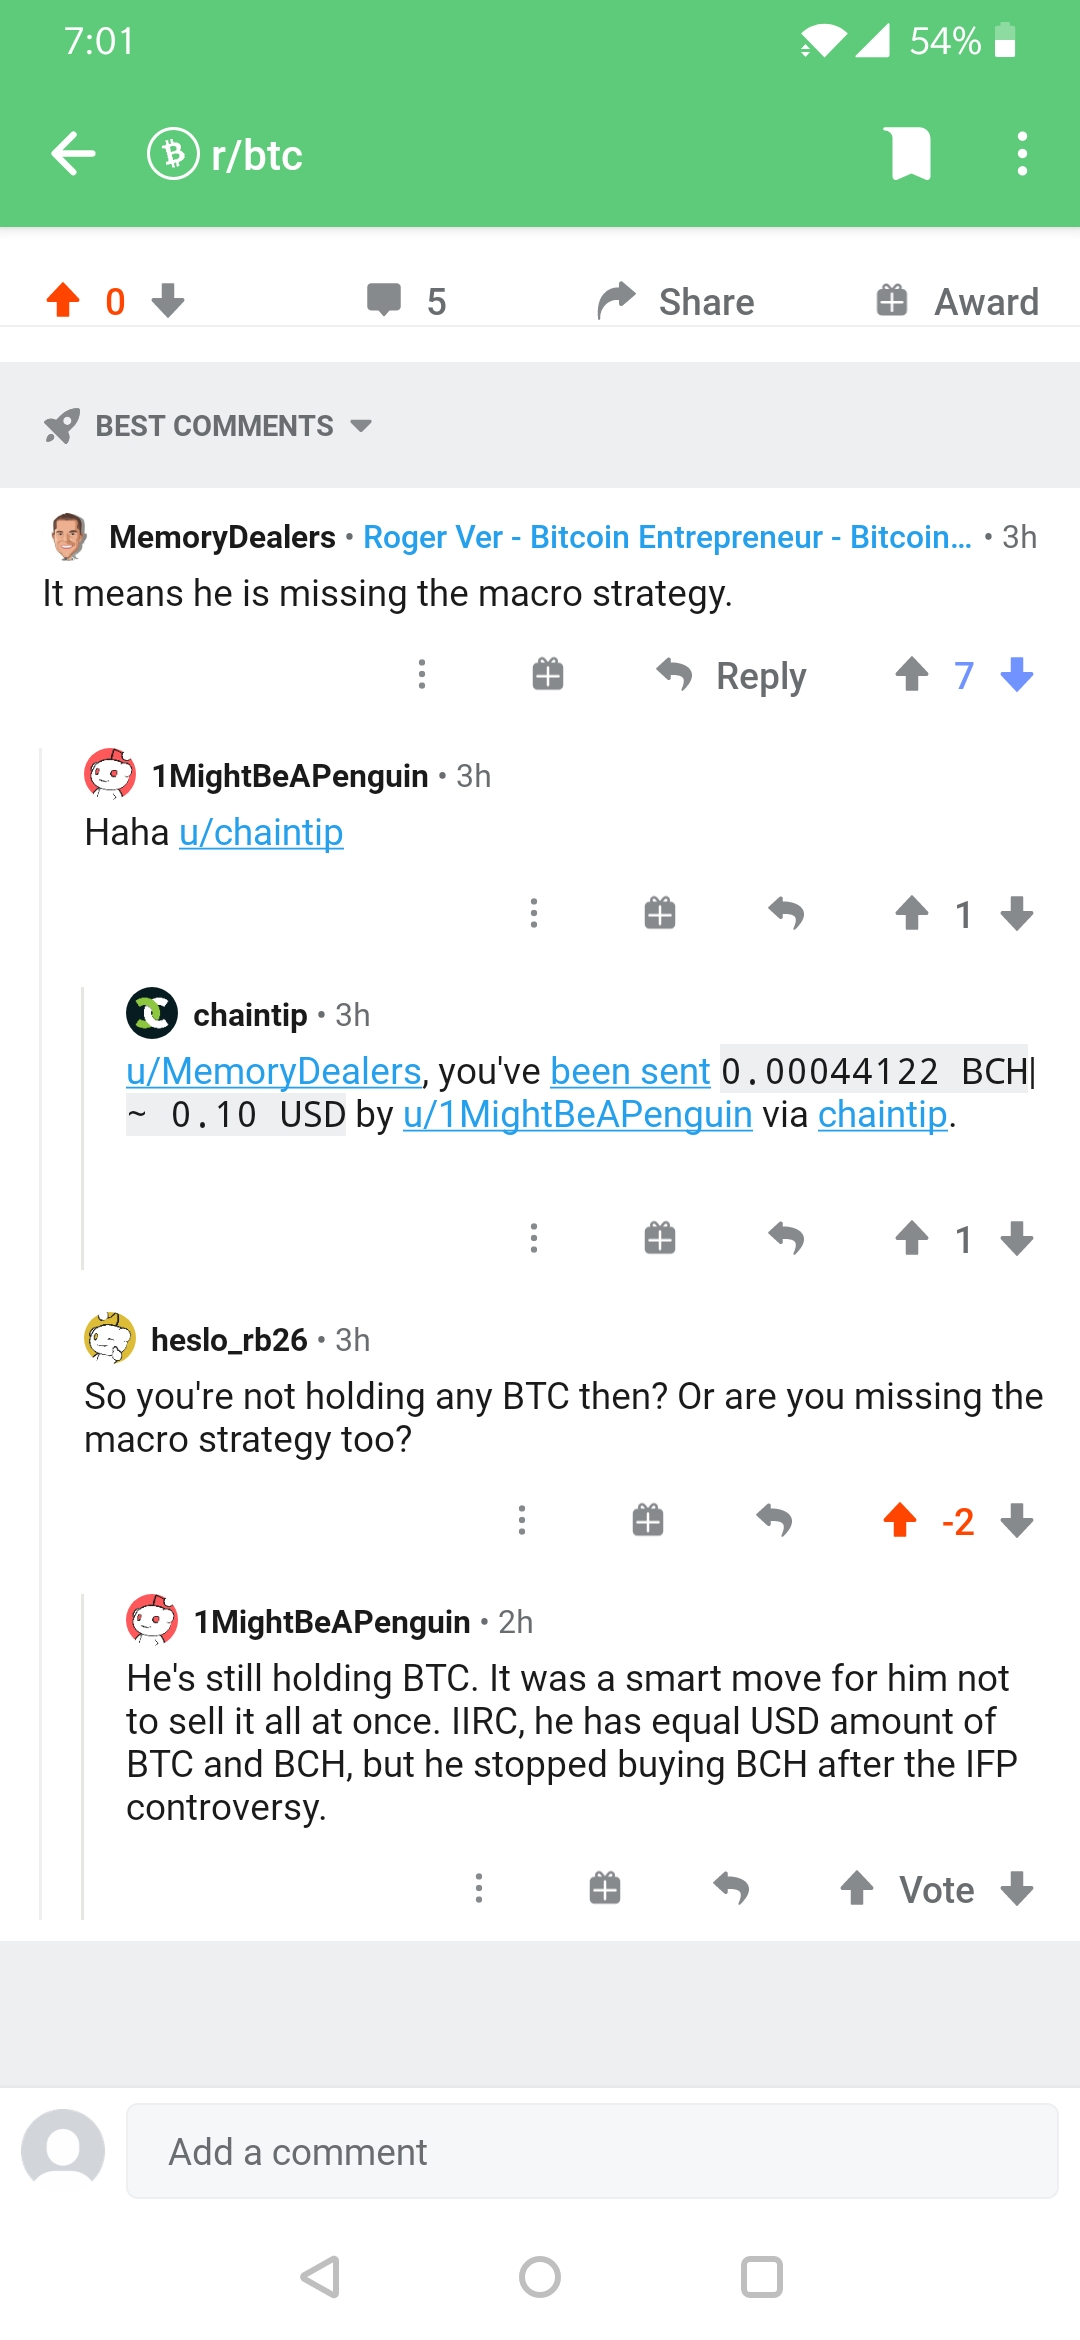 7:01
54%
r/btc
0
5
Share
Award
BEST COMMENTS
MemoryDealers • Roger Ver - Bitcoin Entrepreneur - Bitcoin... • 3h
It means he is missing the macro strategy.
Reply
7
1MightBeAPenguin • 3h
Haha u/chaintip
1
chaintip • 3h
u/MemoryDealers, you've been sent 0.00044122 BCH|
~ 0.10 USD by u/1MightBeAPenguin via chaintip.
1
heslo_rb26 • 3h
So you're not holding any BTC then? Or are you missing the
macro strategy too?
-2
1MightBeAPenguin • 2h
He's still holding BTC. It was a smart move for him not
to sell it all at once. IIRC, he has equal USD amount of
BTC and BCH, but he stopped buying BCH after the IFP
controversy.
Vote
Add a comment